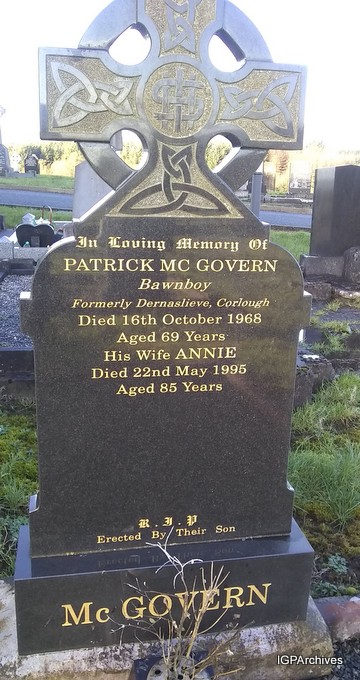 IHS
In Loving Memory Of
PATRICK MC GOVERN
Bawnboy
Formerly Dernaslieve, Corlough
Died 16th October 1968
Aged 69 Years
His Wife ANNIE
Died 22nd May 1995
Aged 85 Years
R.I.P
Erected By Their Son
Mc GOVERN
IGPArchives